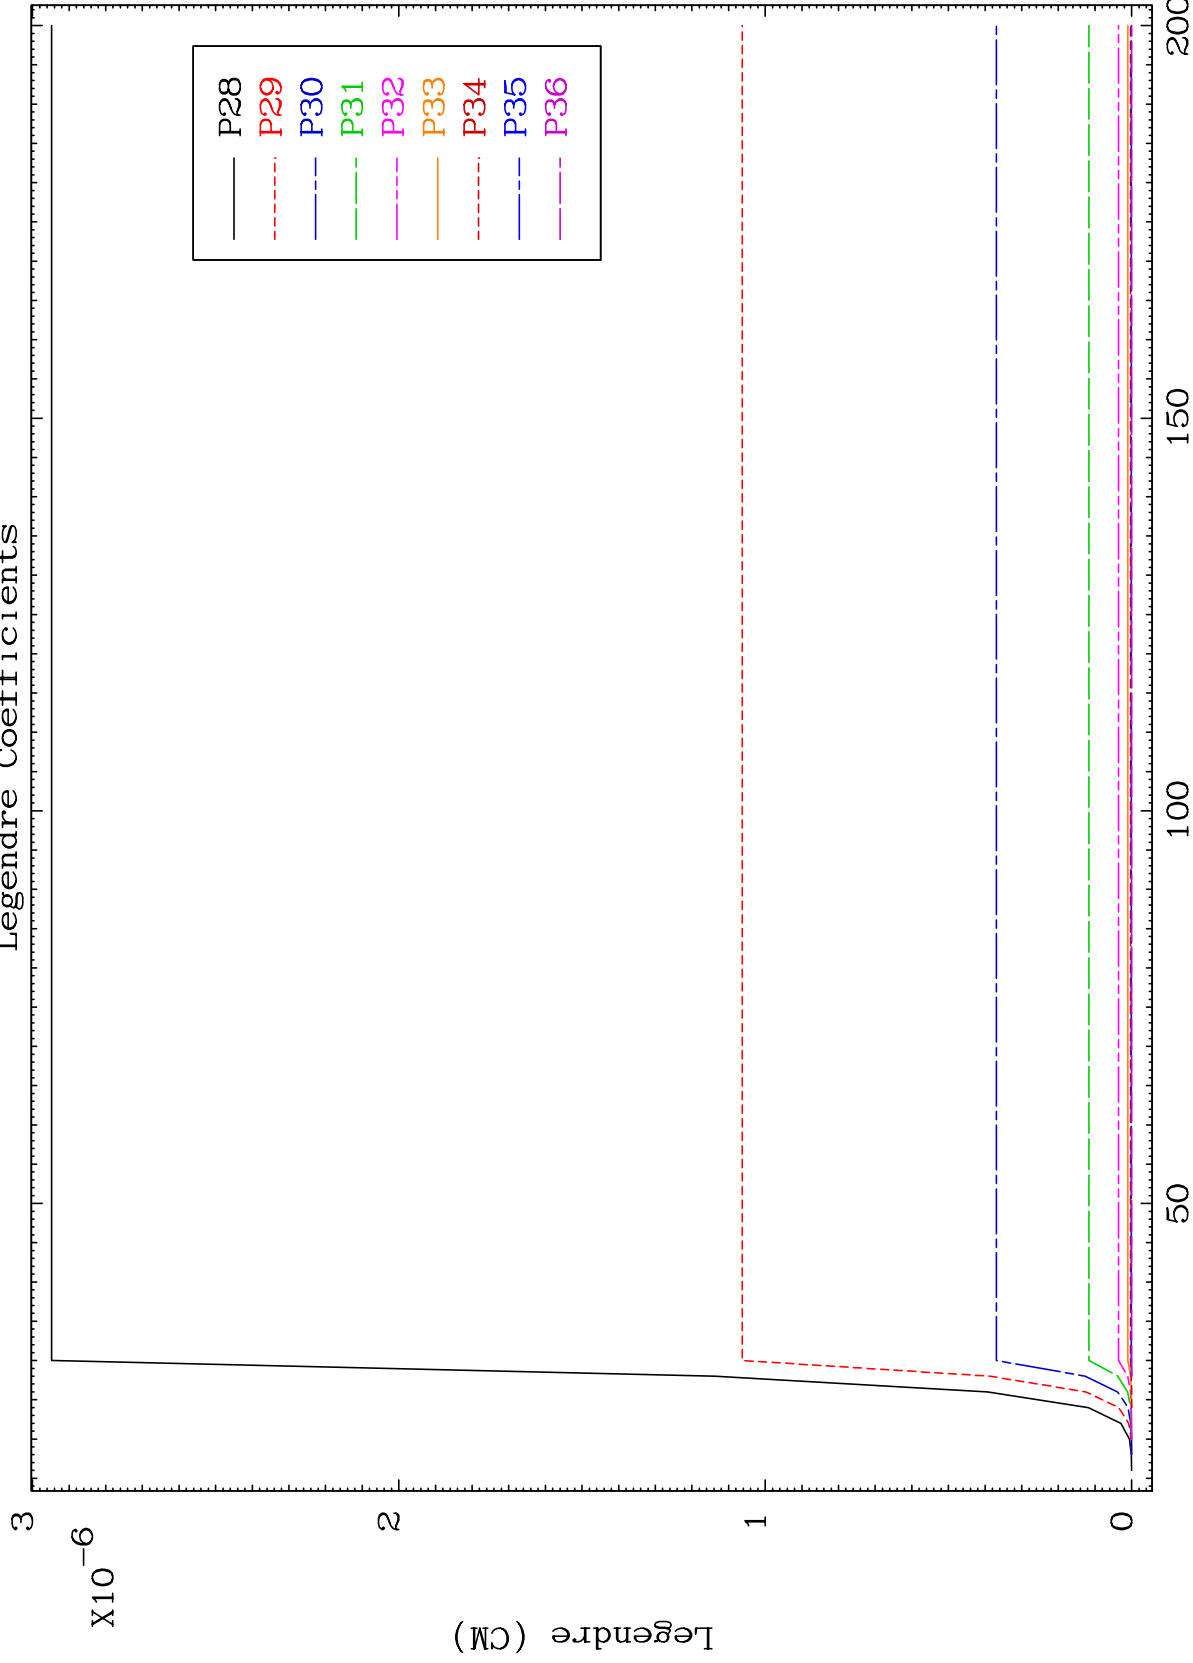 Legendre Coefficients
P28
P29
P30
P31
P32
P33
P34
P35
P36
3
2
1
0
X10⁻⁶
Legendre (CM)
50
100
150
200